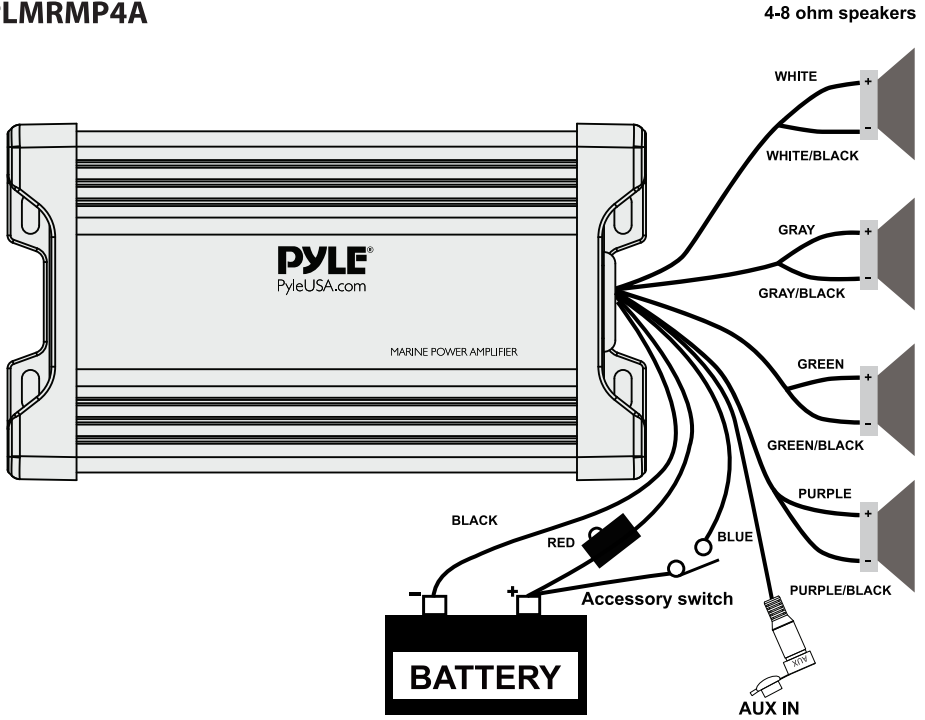 PLMRMP4A
4-8 ohm speakers
WHITE
+
-
WHITE/BLACK
GRAY
+
-
GRAY/BLACK
PYLE®
PyleUSA.com
MARINE POWER AMPLIFIER
GREEN
+
-
GREEN/BLACK
PURPLE
+
-
PURPLE/BLACK
BLACK
RED
BLUE
Accessory switch
-
+
BATTERY
AUX
AUX IN